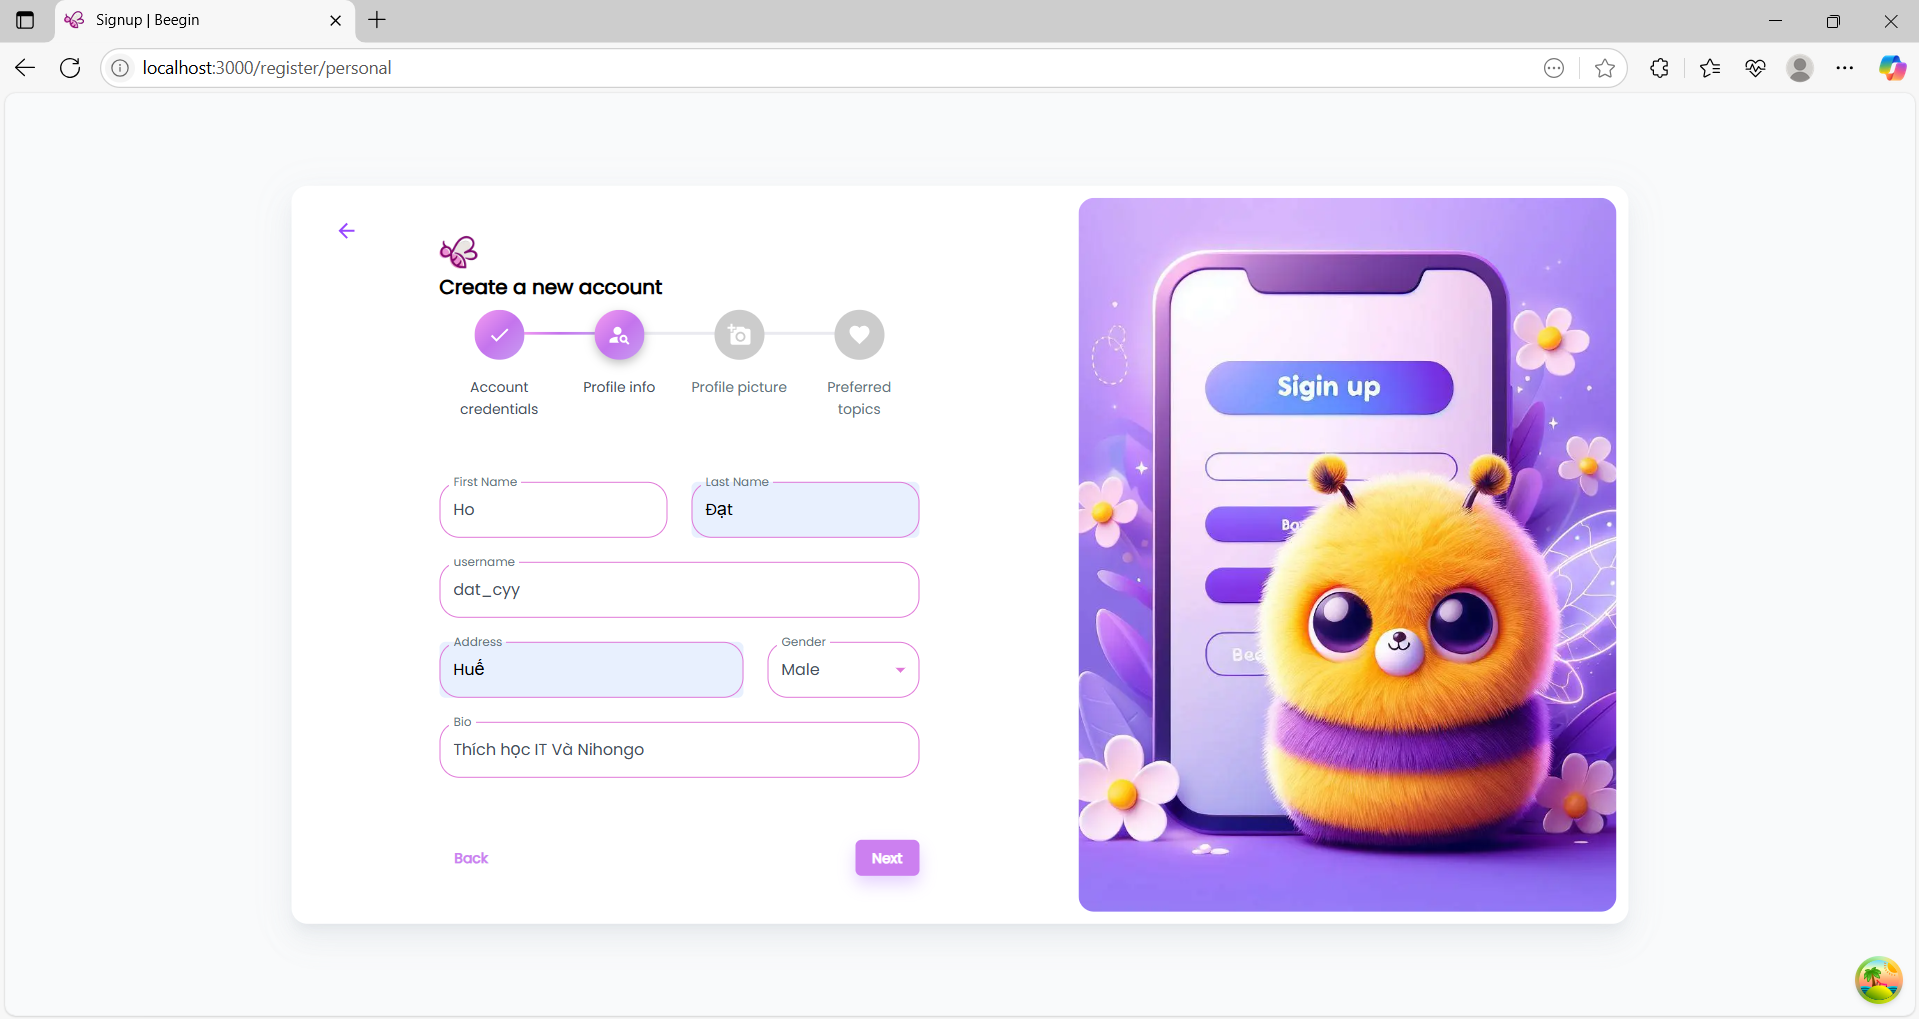 Signup | Beegin
localhost:3000/register/personal
Create a new account
Account credentials
Profile info
Profile picture
Preferred topics
First Name
Ho
Last Name
Đạt
username
dat_cyy
Address
Huế
Gender
Male
Bio
Thích học IT Và Nihongo
Back
Next
Sigin up